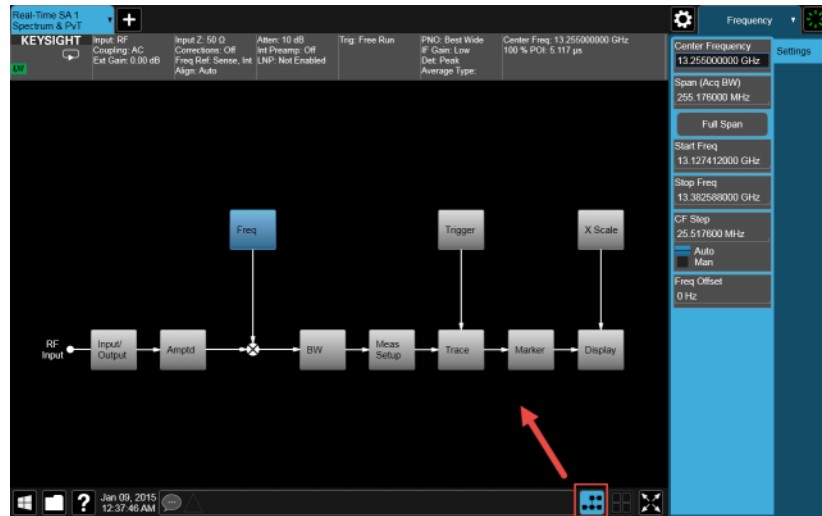 Real-Time SA 1
Spectrum & PvT
Frequency
KEYSIGHT
LXI
Input: RF
Coupling: AC
Ext Gain: 0.00 dB
Input Z: 50 Ω
Corrections: Off
Freq Ref: Sense, Int
Align: Auto
Atten: 10 dB
Int Preamp: Off
LNP: Not Enabled
Trig: Free Run
PNO: Best Wide
IF Gain: Low
Det: Peak
Average Type:
Center Freq: 13.255000000 GHz
100 % POI: 5.117 µs
Center Frequency
13.255000000 GHz
Settings
Span (Acq BW)
255.176000 MHz
Full Span
Start Freq
13.127412000 GHz
Stop Freq
13.382588000 GHz
CF Step
25.517600 MHz
Auto
Man
Freq Offset
0 Hz
Freq
Trigger
X Scale
RF
Input
Input/
Output
Amptd
BW
Meas
Setup
Trace
Marker
Display
?
Jan 09, 2015
12:37:46 AM